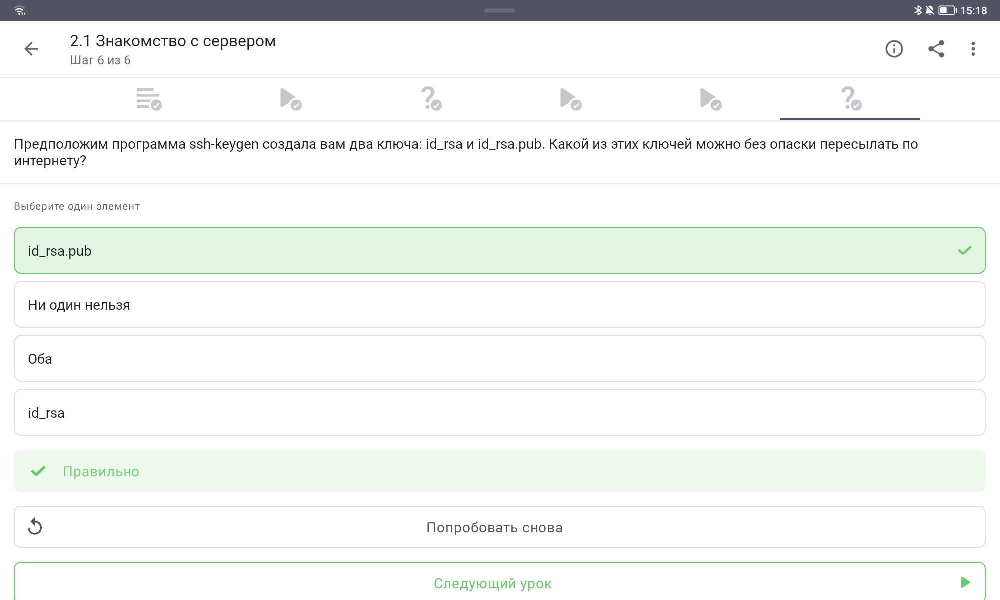 15:18
2.1 Знакомство с сервером
Шаг 6 из 6
Предположим программа ssh-keygen создала вам два ключа: id_rsa и id_rsa.pub. Какой из этих ключей можно без опаски пересылать по
интернету?
Выберите один элемент
id_rsa.pub
Ни один нельзя
Оба
id_rsa
Правильно
Попробовать снова
Следующий урок